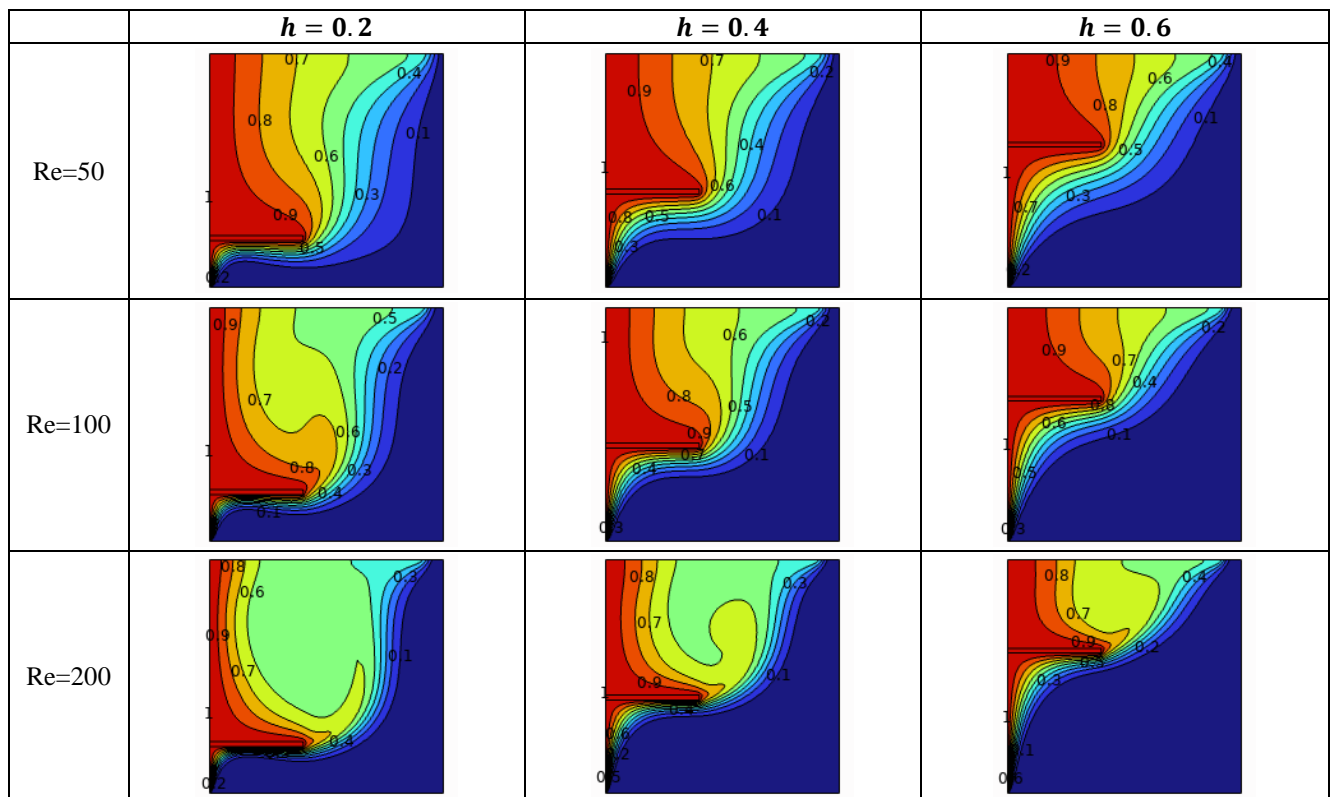 h = 0.2 h = 0.4 h = 0.6
Re=50
0.7 0.4 0.8 0.1 0.6 0.3 1 0.9 0.5 0.2
0.7 0.2 0.9 0.4 1 0.6 0.8 0.5 0.1 0.3
0.9 0.4 0.6 0.8 0.1 0.5 1 0.3 0.7 0.2
Re=100
0.9 0.5 0.2 0.7 0.6 1 0.8 0.3 0.4 0.1
0.2 1 0.6 0.8 0.5 0.9 0.7 0.1 0.4 0.3
0.2 0.9 0.7 0.4 0.8 0.6 0.1 1 0.5 0.3
Re=200
0.8 0.3 0.6 0.9 0.1 0.7 1 0.4 0.2
0.8 0.3 0.7 0.1 0.9 1 0.4 0.6 0.2 0.5
0.8 0.4 0.7 0.9 0.2 0.5 0.3 1 0.1 0.6